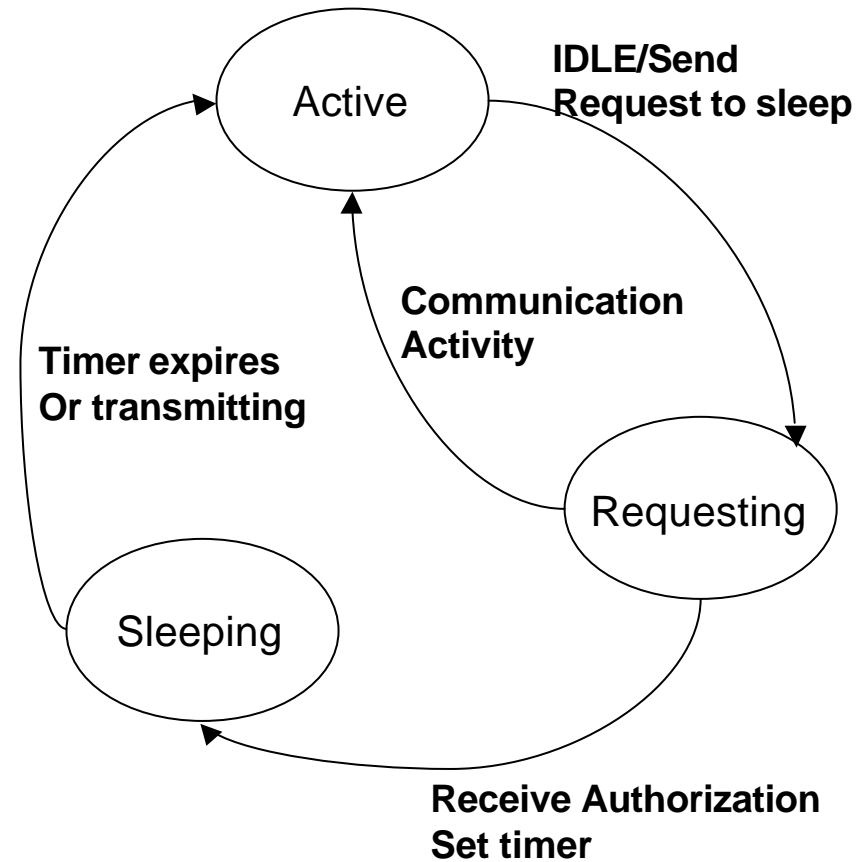 Active
IDLE/Send
Request to sleep
Communication
Activity
Timer expires
Or transmitting
Requesting
Sleeping
Receive Authorization
Set timer